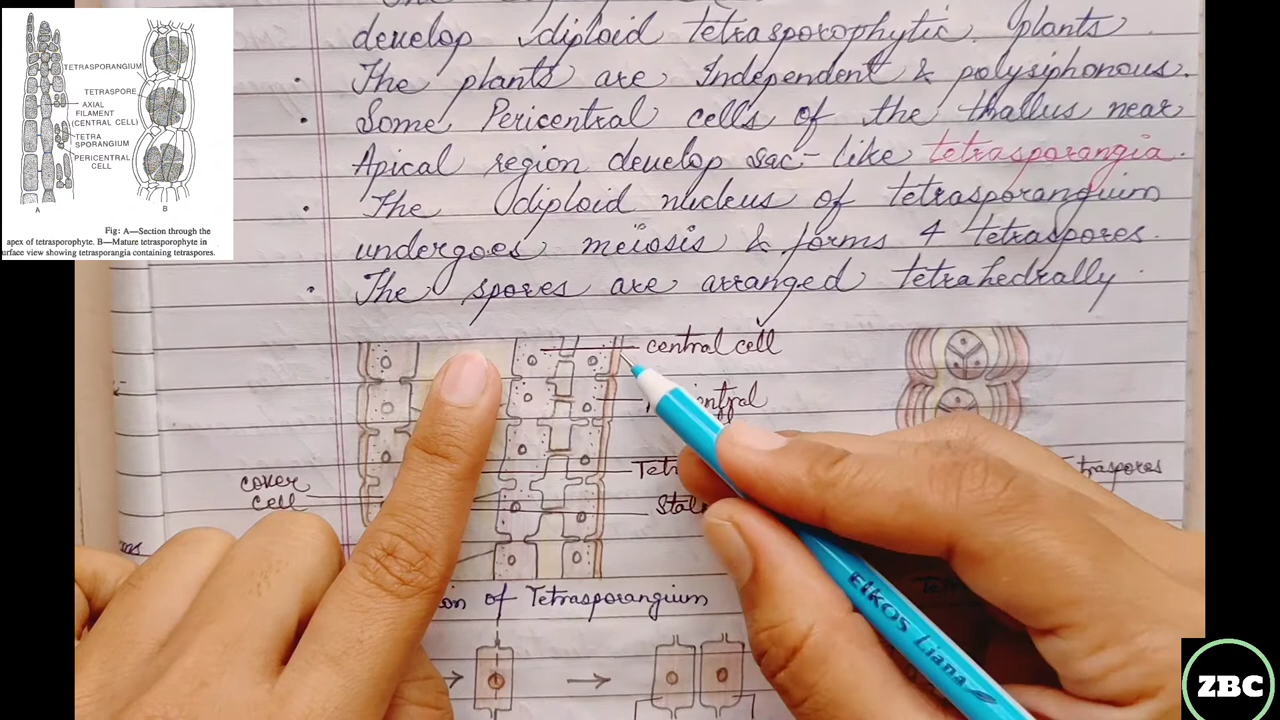 develop diploid tetrasporophytic plants.
The plants are Independent & polysiphonous.
Some Pericentral cells of the thallus near
Apical region develop sac-like tetrasporangia.
The diploid nucleus of tetrasporangium
undergoes meiosis & forms 4 tetraspores.
The spores are arranged tetrahedrally.
central cell
cover
cell
of Tetrasporangium
TETRASPORANGIUM
TETRASPORE
AXIAL
FILAMENT
(CENTRAL CELL)
TETRA
SPORANGIUM
PERICENTRAL
CELL
A
B
Fig: A—Section through the
apex of tetrasporophyte. B—Mature tetrasporophyte in
urface view showing tetrasporangia containing tetraspores.
Elkos Liana
ZBC